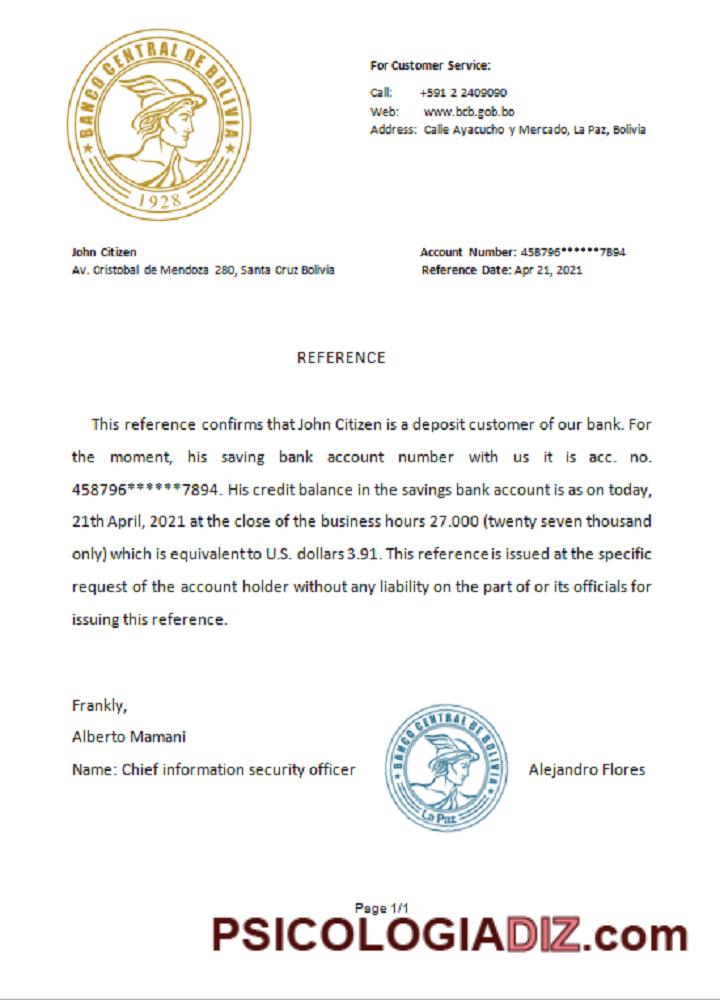 BANCO CENTRAL DE BOLIVIA
1928
For Customer Service:
Call: +591 2 2409090
Web: www.bcb.gob.bo
Address: Calle Ayacucho y Mercado, La Paz, Bolivia
John Citizen
Av. Cristobal de Mendoza 280, Santa Cruz Bolivia
Account Number: 458796******7894
Reference Date: Apr 21, 2021
REFERENCE
This reference confirms that John Citizen is a deposit customer of our bank. For
the moment, his saving bank account number with us it is acc. no.
458796******7894. His credit balance in the savings bank account is as on today,
21th April, 2021 at the close of the business hours 27.000 (twenty seven thousand
only) which is equivalent to U.S. dollars 3.91. This reference is issued at the specific
request of the account holder without any liability on the part of or its officials for
issuing this reference.
Frankly,
Alberto Mamani
Name: Chief information security officer
BANCO CENTRAL DE BOLIVIA
La Paz
Alejandro Flores
Page 1/1
PSICOLOGIADIZ.com